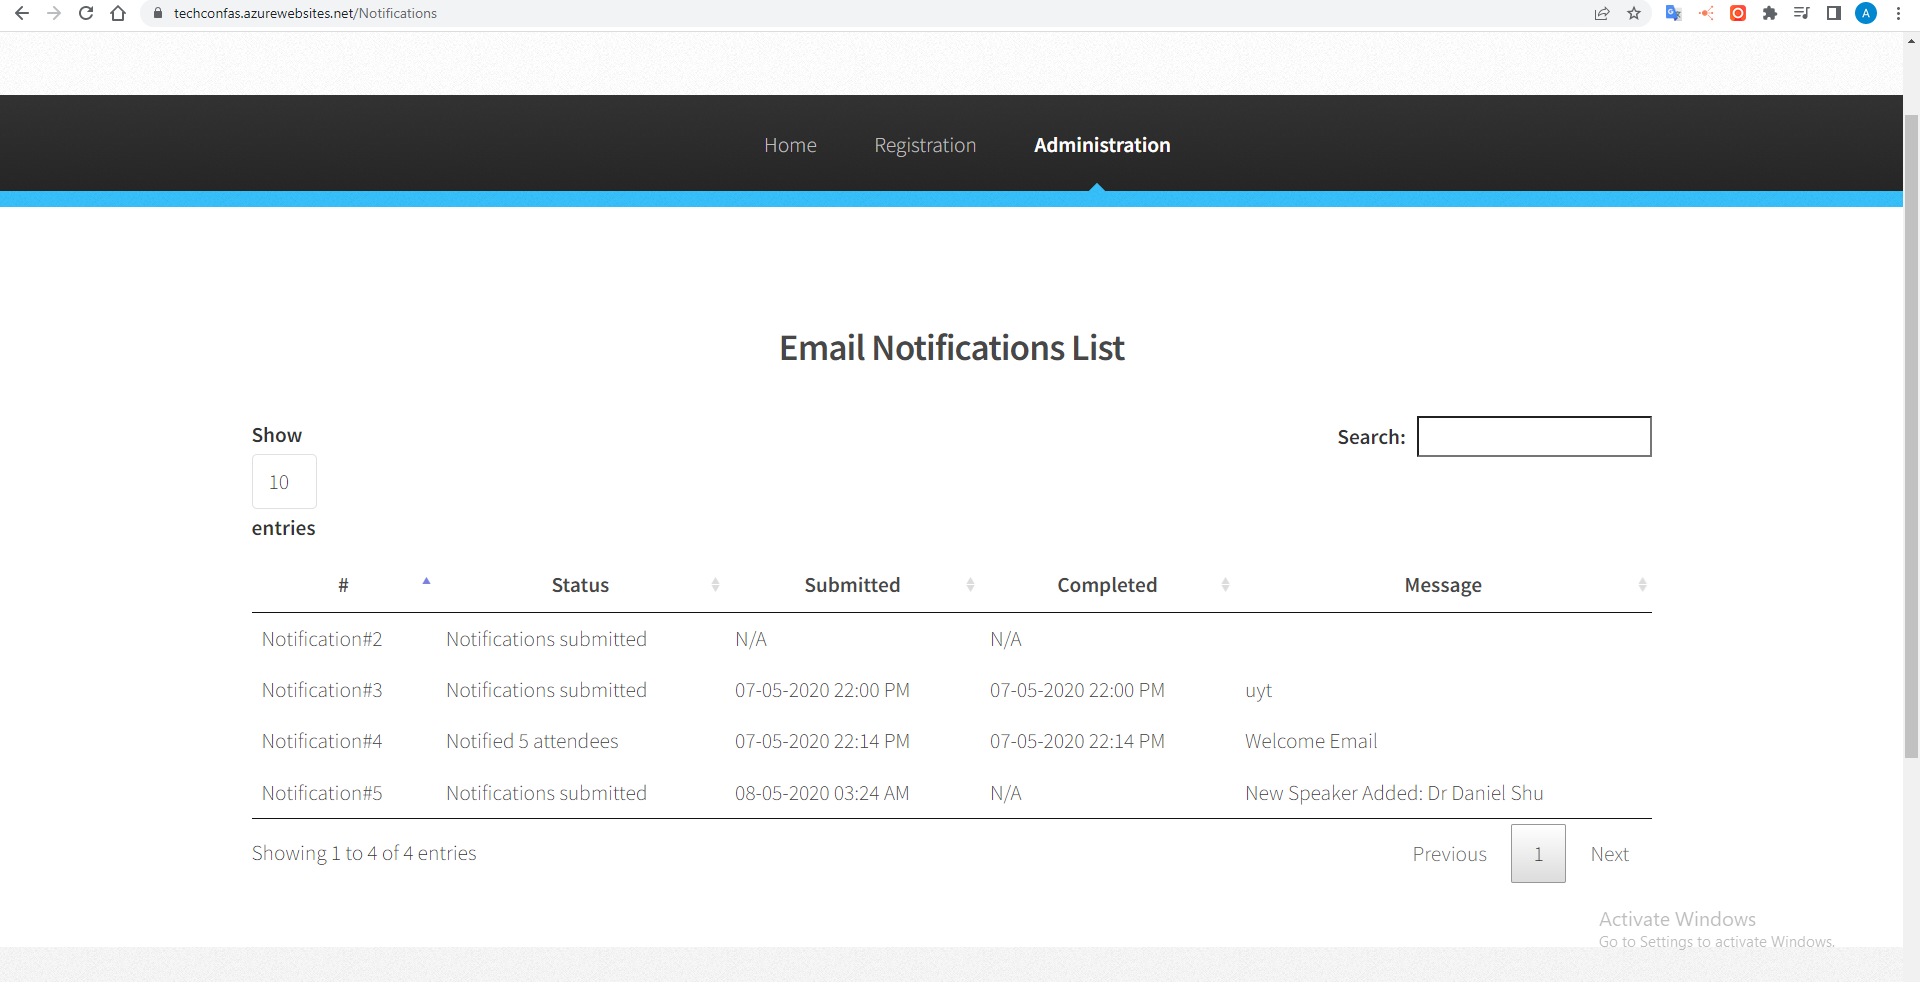 techconfas.azurewebsites.net/Notifications
A
Home Registration Administration
Email Notifications List
Show
10
entries
Search:
# Status Submitted Completed Message
Notification#2 Notifications submitted N/A N/A
Notification#3 Notifications submitted 07-05-2020 22:00 PM 07-05-2020 22:00 PM uyt
Notification#4 Notified 5 attendees 07-05-2020 22:14 PM 07-05-2020 22:14 PM Welcome Email
Notification#5 Notifications submitted 08-05-2020 03:24 AM N/A New Speaker Added: Dr Daniel Shu
Showing 1 to 4 of 4 entries
Previous 1 Next
Activate Windows
Go to Settings to activate Windows.